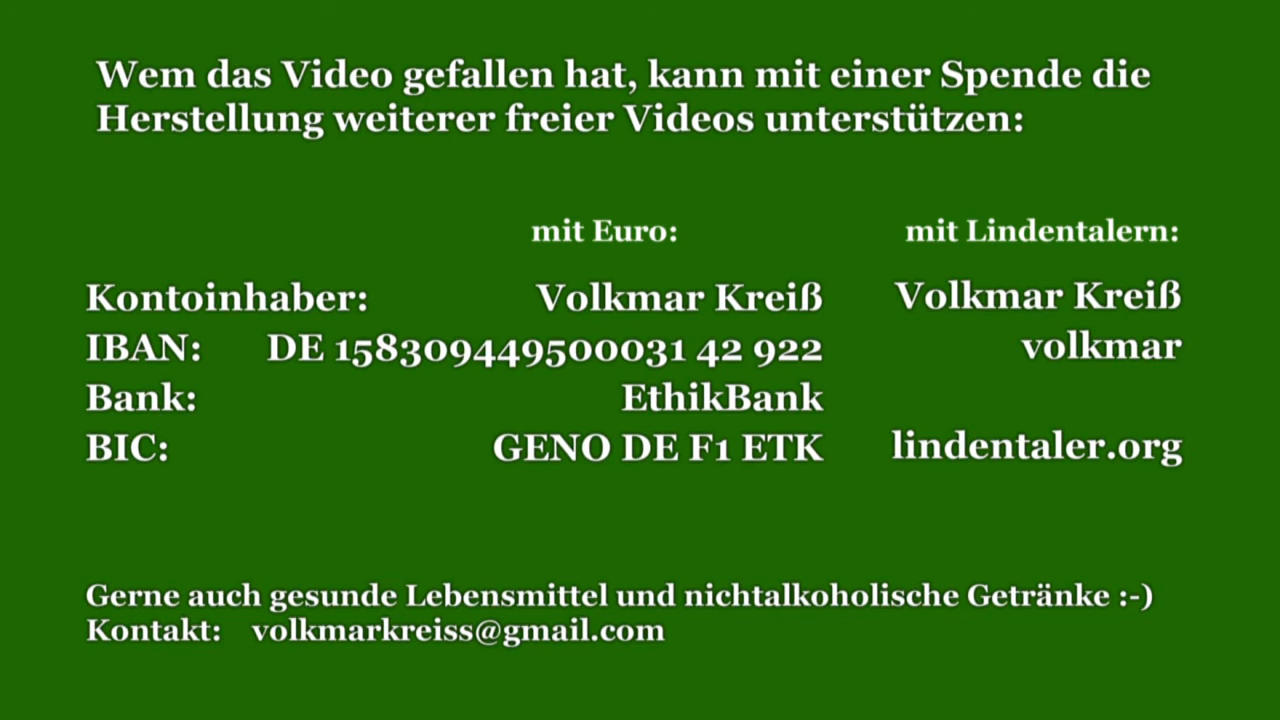 Wem das Video gefallen hat, kann mit einer Spende die
Herstellung weiterer freier Videos unterstützen:
mit Euro: mit Lindentalern:
Kontoinhaber: Volkmar Kreiß Volkmar Kreiß
IBAN: DE 158309449500031 42 922 volkmar
Bank: EthikBank
BIC: GENO DE F1 ETK lindentaler.org
Gerne auch gesunde Lebensmittel und nichtalkoholische Getränke :-)
Kontakt: volkmarkreiss@gmail.com